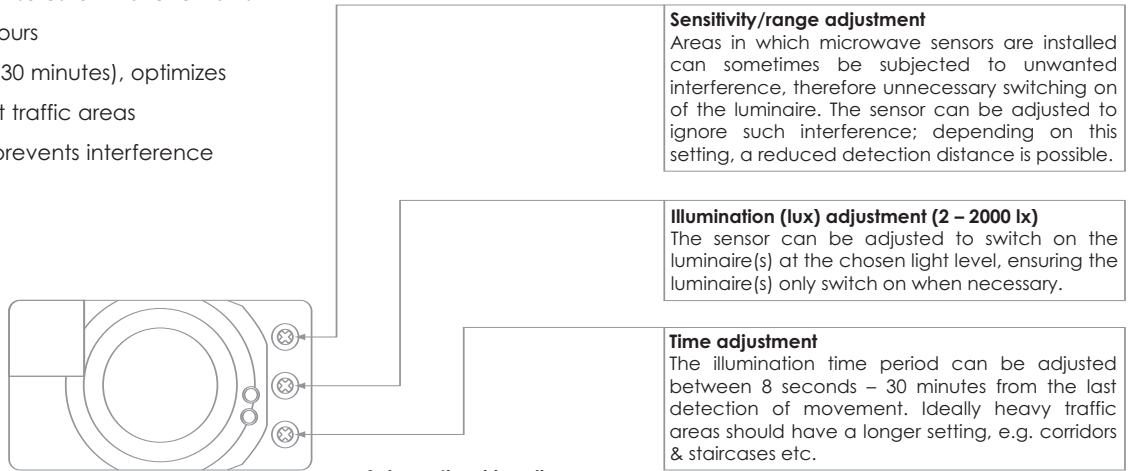 ours
30 minutes), optimizes
t traffic areas
prevents interference
Sensitivity/range adjustment
Areas in which microwave sensors are installed
can sometimes be subjected to unwanted
interference, therefore unnecessary switching on
of the luminaire. The sensor can be adjusted to
ignore such interference; depending on this
setting, a reduced detection distance is possible.
Illumination (lux) adjustment (2 – 2000 lx)
The sensor can be adjusted to switch on the
luminaire(s) at the chosen light level, ensuring the
luminaire(s) only switch on when necessary.
Time adjustment
The illumination time period can be adjusted
between 8 seconds – 30 minutes from the last
detection of movement. Ideally heavy traffic
areas should have a longer setting, e.g. corridors
& staircases etc.